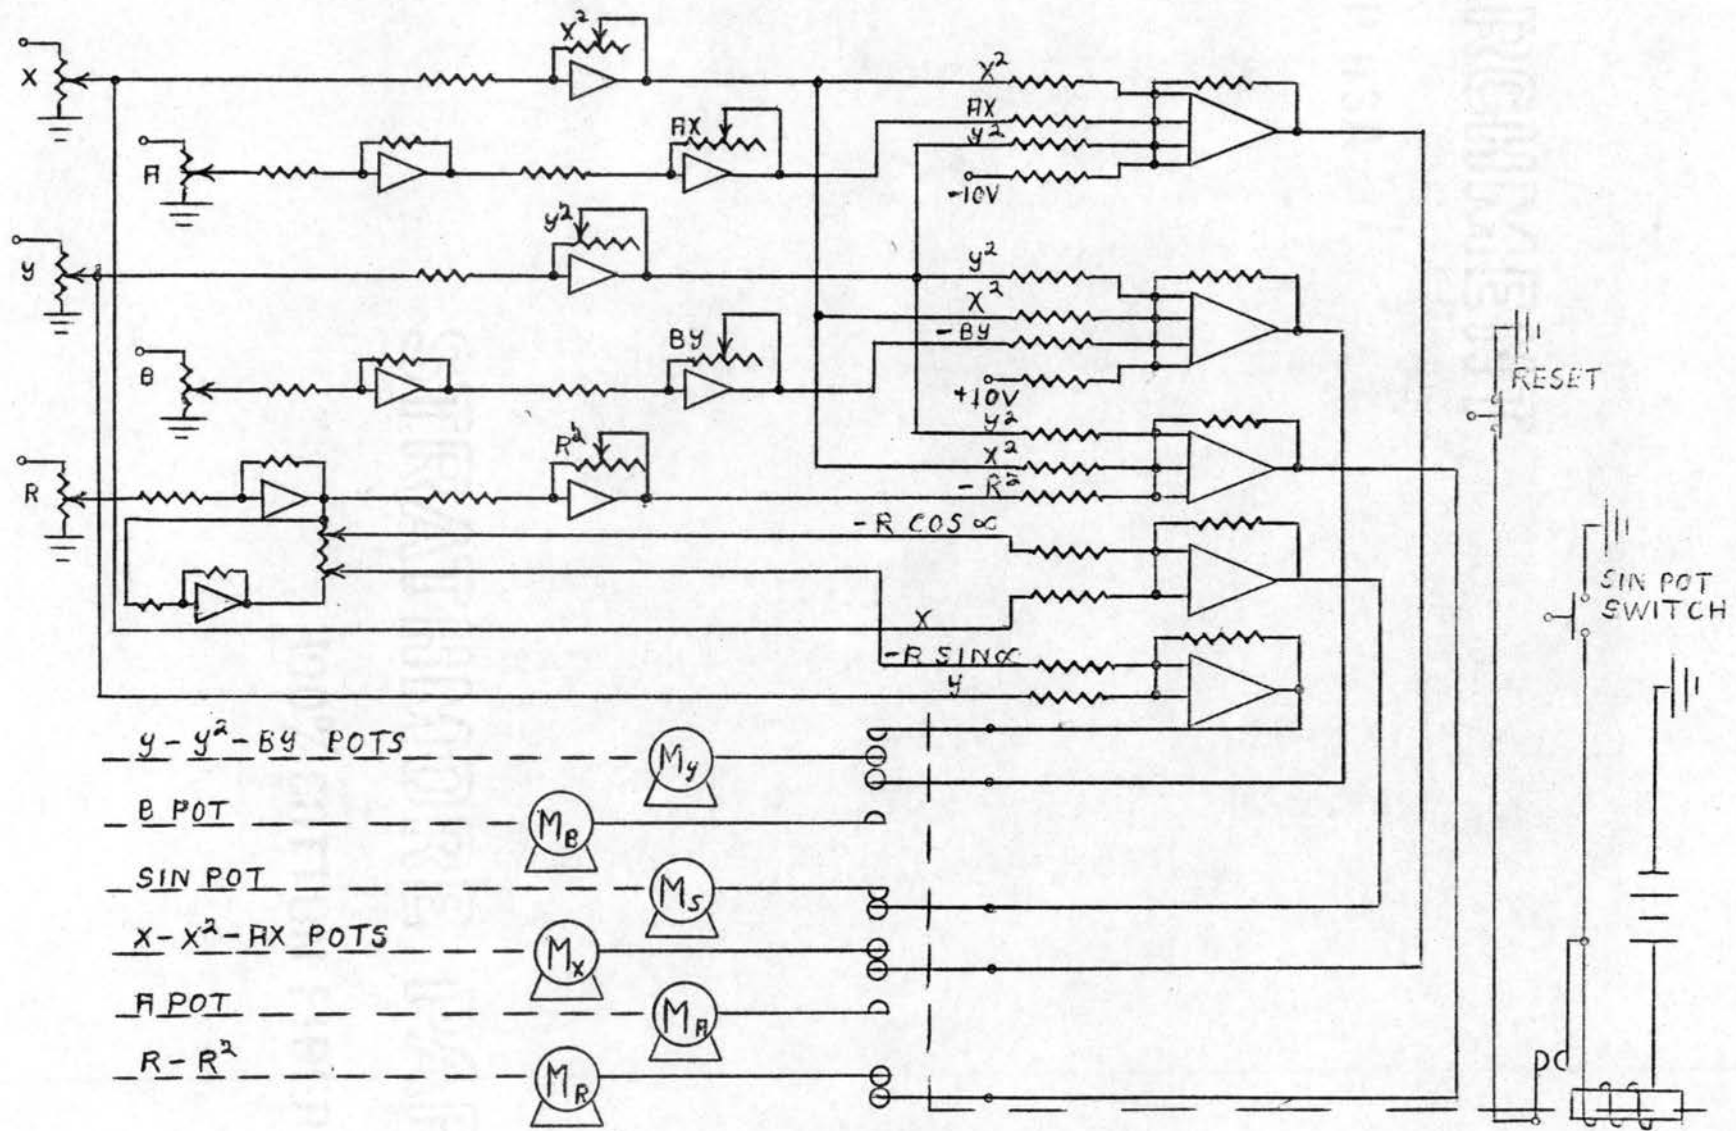 X
X²
A
AX
y
y²
B
BY
R
R²
X²
AX
y²
-10V
y²
X²
-BY
+10V
y²
X²
-R²
-R COS ∝
X
-R SIN ∝
y
RESET
SIN POT
SWITCH
y-y²-BY POTS
My
B POT
MB
SIN POT
MS
X-X²-AX POTS
MX
A POT
MA
R-R²
MR